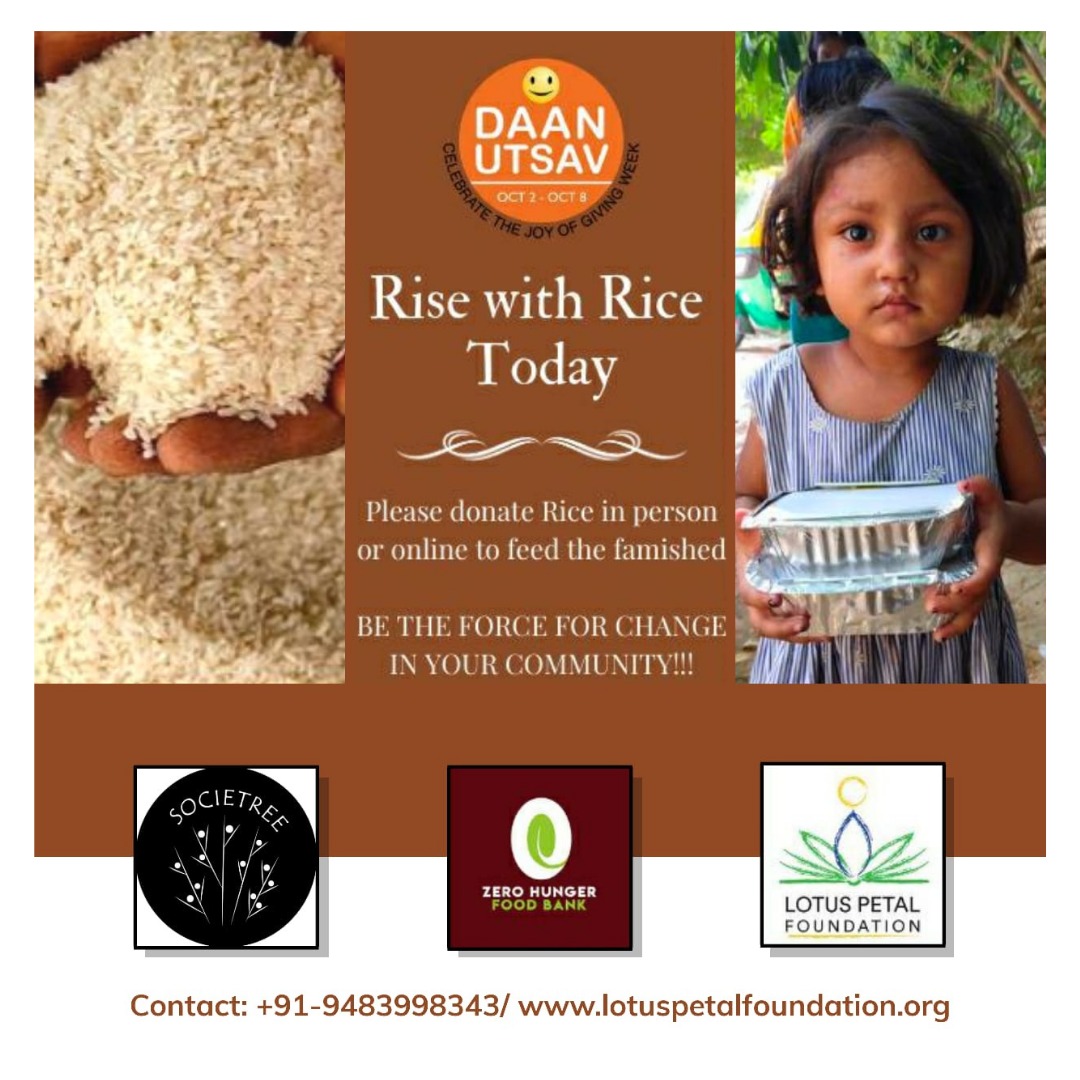 DAAN
UTSAV
OCT 2 - OCT 8
CELEBRATE THE JOY OF GIVING WEEK
Rise with Rice
Today
Please donate Rice in person
or online to feed the famished
BE THE FORCE FOR CHANGE
IN YOUR COMMUNITY!!!
SOCIETREE
ZERO HUNGER
FOOD BANK
LOTUS PETAL
FOUNDATION
Contact: +91-9483998343/ www.lotuspetalfoundation.org